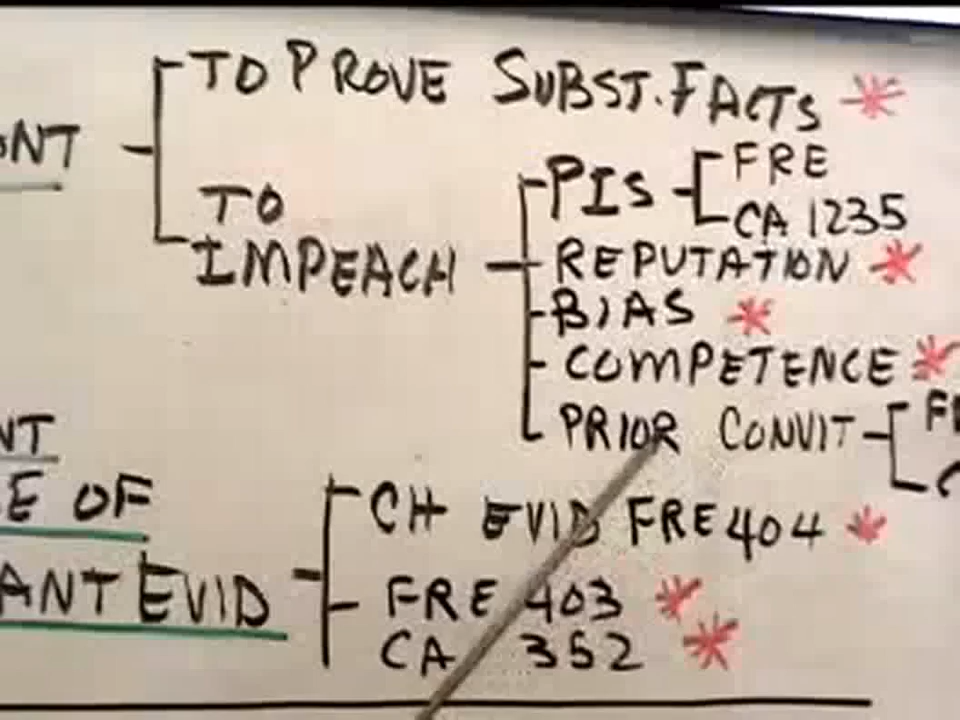 TO PROVE SUBST. FACTS *
ONT
TO
IMPEACH
PIS
FRE
CA 1235
REPUTATION *
BIAS *
COMPETENCE *
PRIOR CONVIT
NT
E OF
ANT EVID
CH EVID FRE 404 *
FRE 403 *
CA 352 *